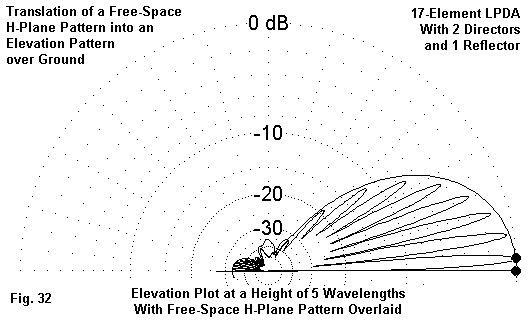 Translation of a Free-Space
H-Plane Pattern into an
Elevation Pattern
over Ground
0 dB
17-Element LPDA
With 2 Directors
and 1 Reflector
-10
-20
-30
Fig. 32
Elevation Plot at a Height of 5 Wavelengths
With Free-Space H-Plane Pattern Overlaid